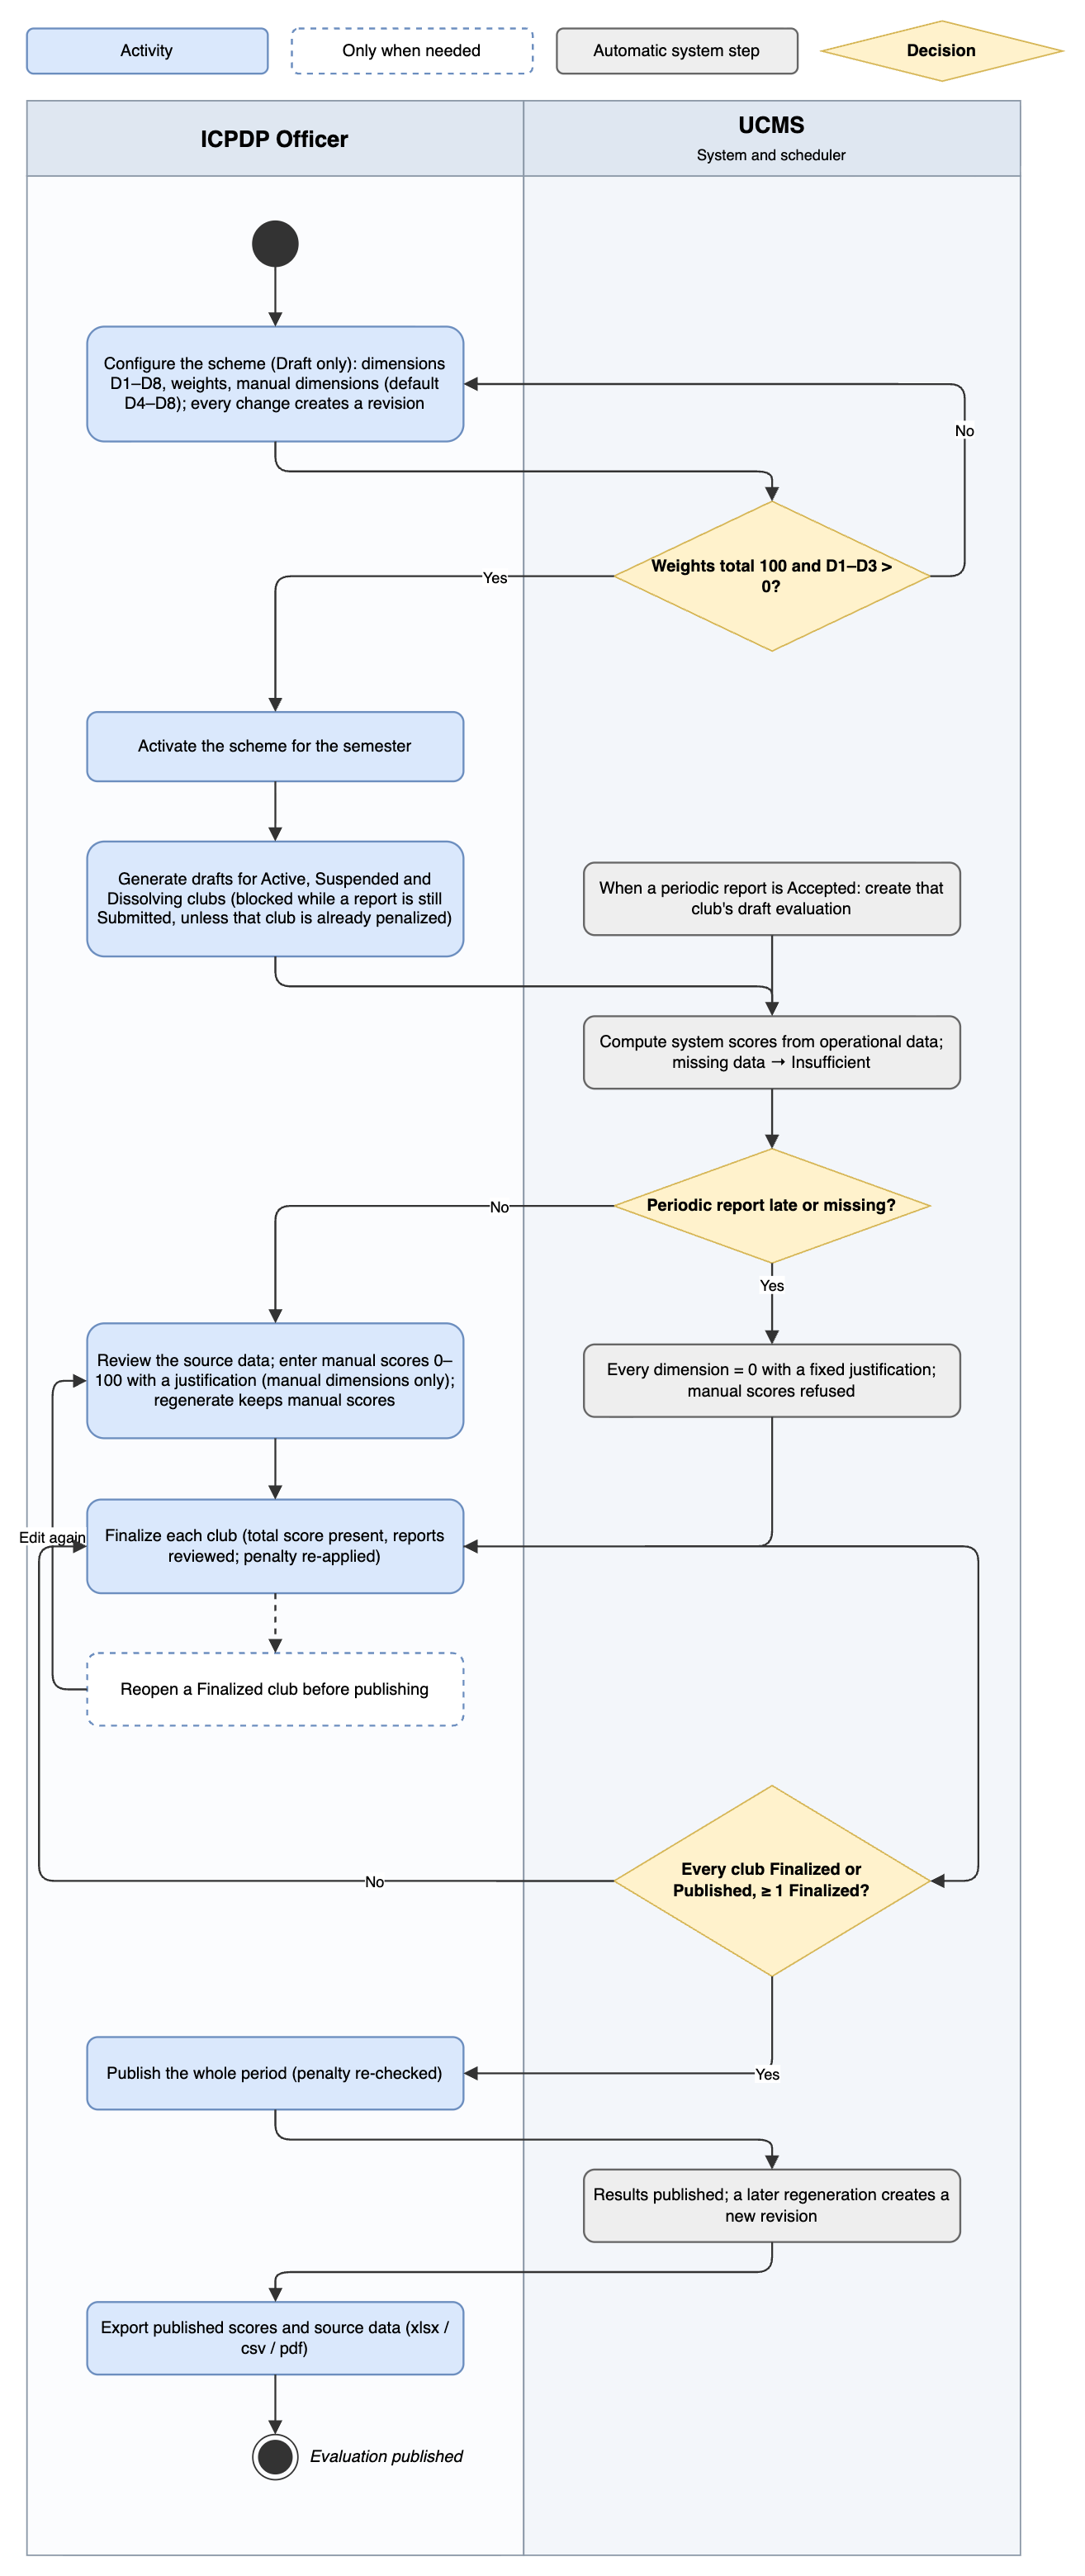 Activity
Only when needed
Automatic system step
Decision
ICPDP Officer
UCMS
System and scheduler
Configure the scheme (Draft only): dimensions
D1–D8, weights, manual dimensions (default
D4–D8); every change creates a revision
No
Weights total 100 and D1–D3 >
0?
Yes
Activate the scheme for the semester
Generate drafts for Active, Suspended and
Dissolving clubs (blocked while a report is still
Submitted, unless that club is already penalized)
When a periodic report is Accepted: create that
club's draft evaluation
Compute system scores from operational data;
missing data → Insufficient
Periodic report late or missing?
No
Yes
Review the source data; enter manual scores 0–
100 with a justification (manual dimensions only);
regenerate keeps manual scores
Every dimension = 0 with a fixed justification;
manual scores refused
Edit again
Finalize each club (total score present, reports
reviewed; penalty re-applied)
Reopen a Finalized club before publishing
Every club Finalized or
Published, ≥ 1 Finalized?
No
Publish the whole period (penalty re-checked)
Yes
Results published; a later regeneration creates a
new revision
Export published scores and source data (xlsx /
csv / pdf)
Evaluation published